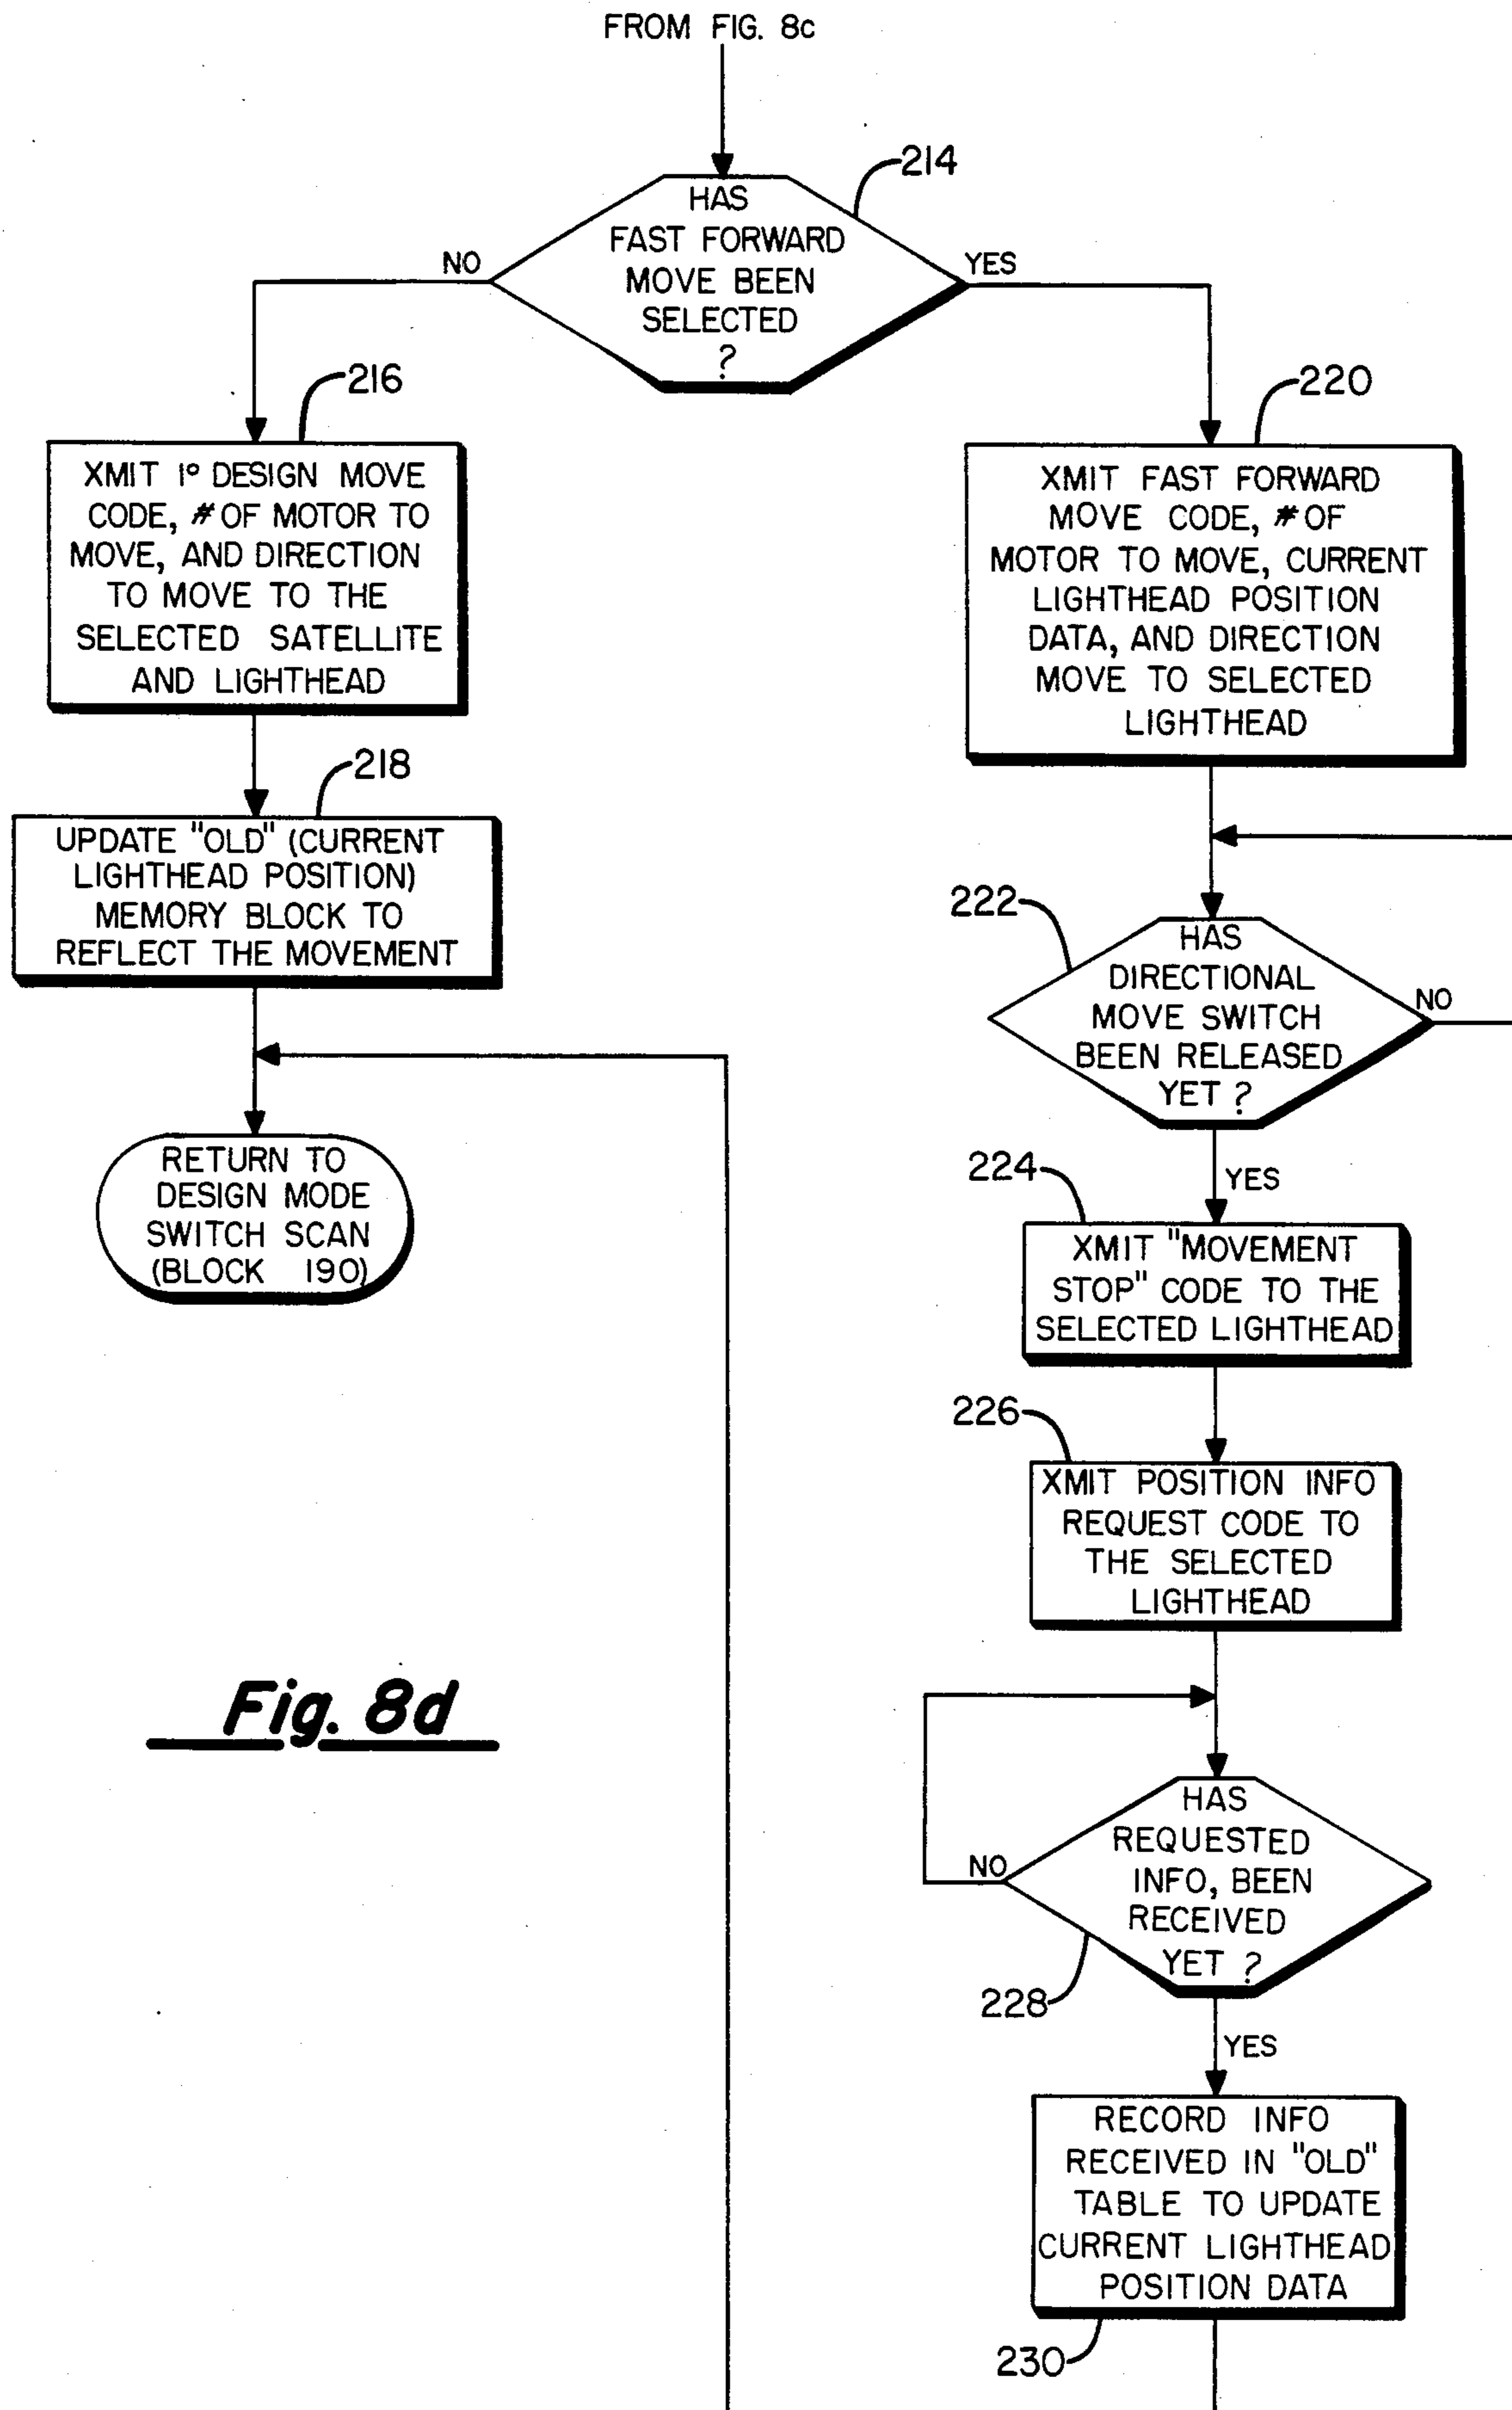 FROM FIG. 8c
214
HAS
FAST FORWARD
MOVE BEEN
SELECTED
?
NO
YES
216
XMIT 1° DESIGN MOVE
CODE, # OF MOTOR TO
MOVE, AND DIRECTION
TO MOVE TO THE
SELECTED SATELLITE
AND LIGHTHEAD
218
UPDATE "OLD" (CURRENT
LIGHTHEAD POSITION)
MEMORY BLOCK TO
REFLECT THE MOVEMENT
RETURN TO
DESIGN MODE
SWITCH SCAN
(BLOCK 190)
220
XMIT FAST FORWARD
MOVE CODE, # OF
MOTOR TO MOVE, CURRENT
LIGHTHEAD POSITION
DATA, AND DIRECTION
MOVE TO SELECTED
LIGHTHEAD
222
HAS
DIRECTIONAL
MOVE SWITCH
BEEN RELEASED
YET ?
NO
YES
224
XMIT "MOVEMENT
STOP" CODE TO THE
SELECTED LIGHTHEAD
226
XMIT POSITION INFO
REQUEST CODE TO
THE SELECTED
LIGHTHEAD
HAS
REQUESTED
INFO, BEEN
RECEIVED
YET ?
NO
228
YES
RECORD INFO
RECEIVED IN "OLD"
TABLE TO UPDATE
CURRENT LIGHTHEAD
POSITION DATA
230
Fig. 8d